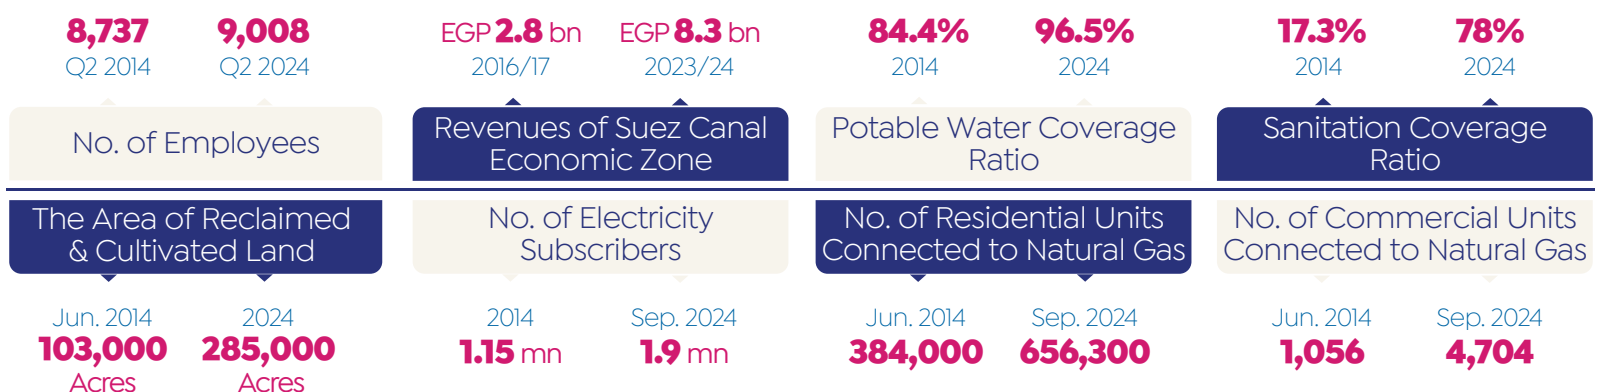 8,737 9,008 EGP 2.8 bn EGP 8.3 bn 84.4% 96.5% 17.3% 78%
Q2 2014 Q2 2024 2016/17 2023/24 2014 2024 2014 2024
No. of Employees
Revenues of Suez Canal
Economic Zone
Potable Water Coverage
Ratio
Sanitation Coverage
Ratio
The Area of Reclaimed
& Cultivated Land
No. of Electricity
Subscribers
No. of Residential Units
Connected to Natural Gas
No. of Commercial Units
Connected to Natural Gas
Jun. 2014 2024 2014 Sep. 2024 Jun. 2014 Sep. 2024 Jun. 2014 Sep. 2024
103,000 285,000 1.15 mn 1.9 mn 384,000 656,300 1,056 4,704
Acres Acres